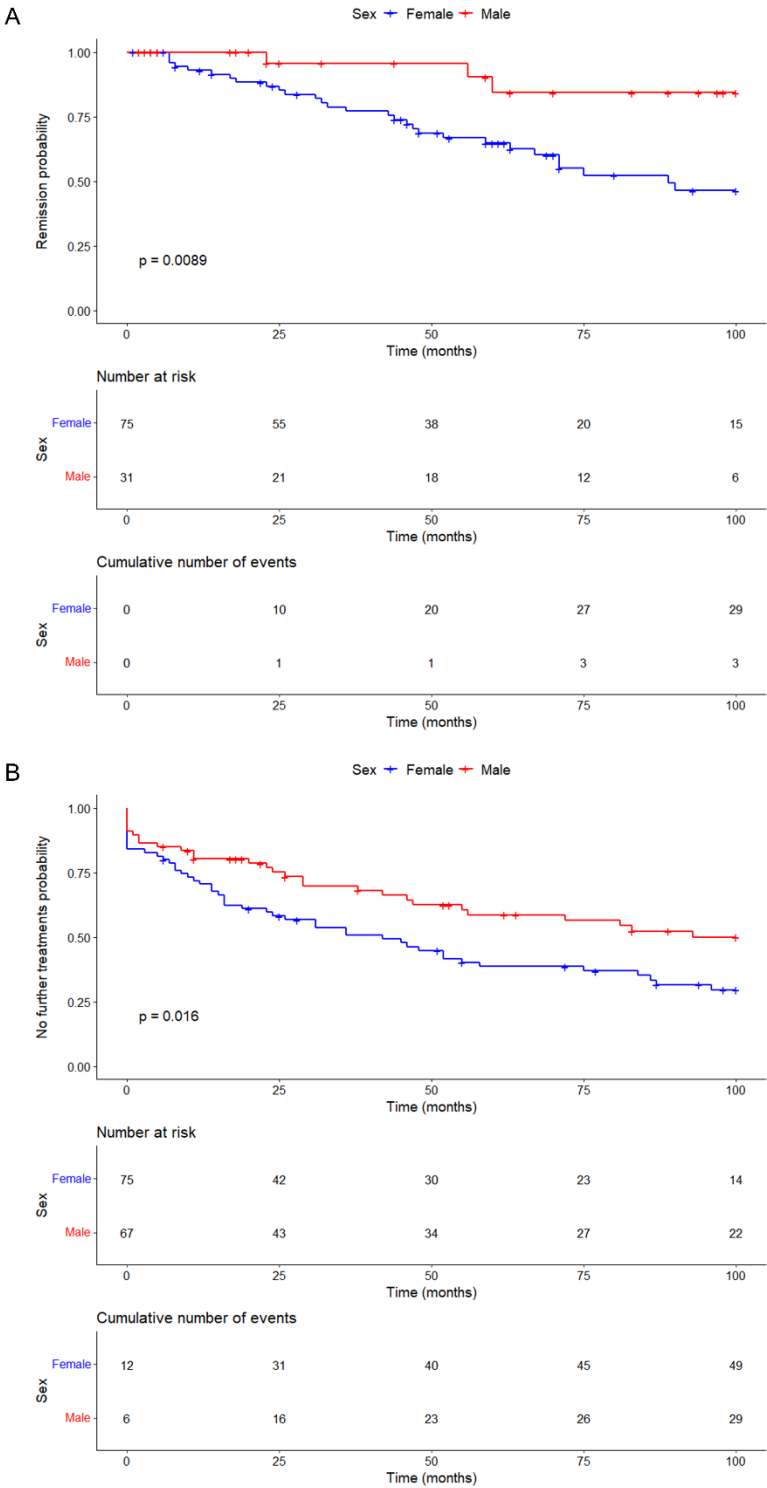 A
Sex Female Male
1.00
0.75
0.50
0.25
0.00
Remission probability
p = 0.0089
0 25 50 75 100
Time (months)
Number at risk
Sex
Female 75 55 38 20 15
Male 31 21 18 12 6
0 25 50 75 100
Time (months)
Cumulative number of events
Sex
Female 0 10 20 27 29
Male 0 1 1 3 3
0 25 50 75 100
Time (months)
B
Sex Female Male
1.00
0.75
0.50
0.25
0.00
No further treatments probability
p = 0.016
0 25 50 75 100
Time (months)
Number at risk
Sex
Female 75 42 30 23 14
Male 67 43 34 27 22
0 25 50 75 100
Time (months)
Cumulative number of events
Sex
Female 12 31 40 45 49
Male 6 16 23 26 29
0 25 50 75 100
Time (months)